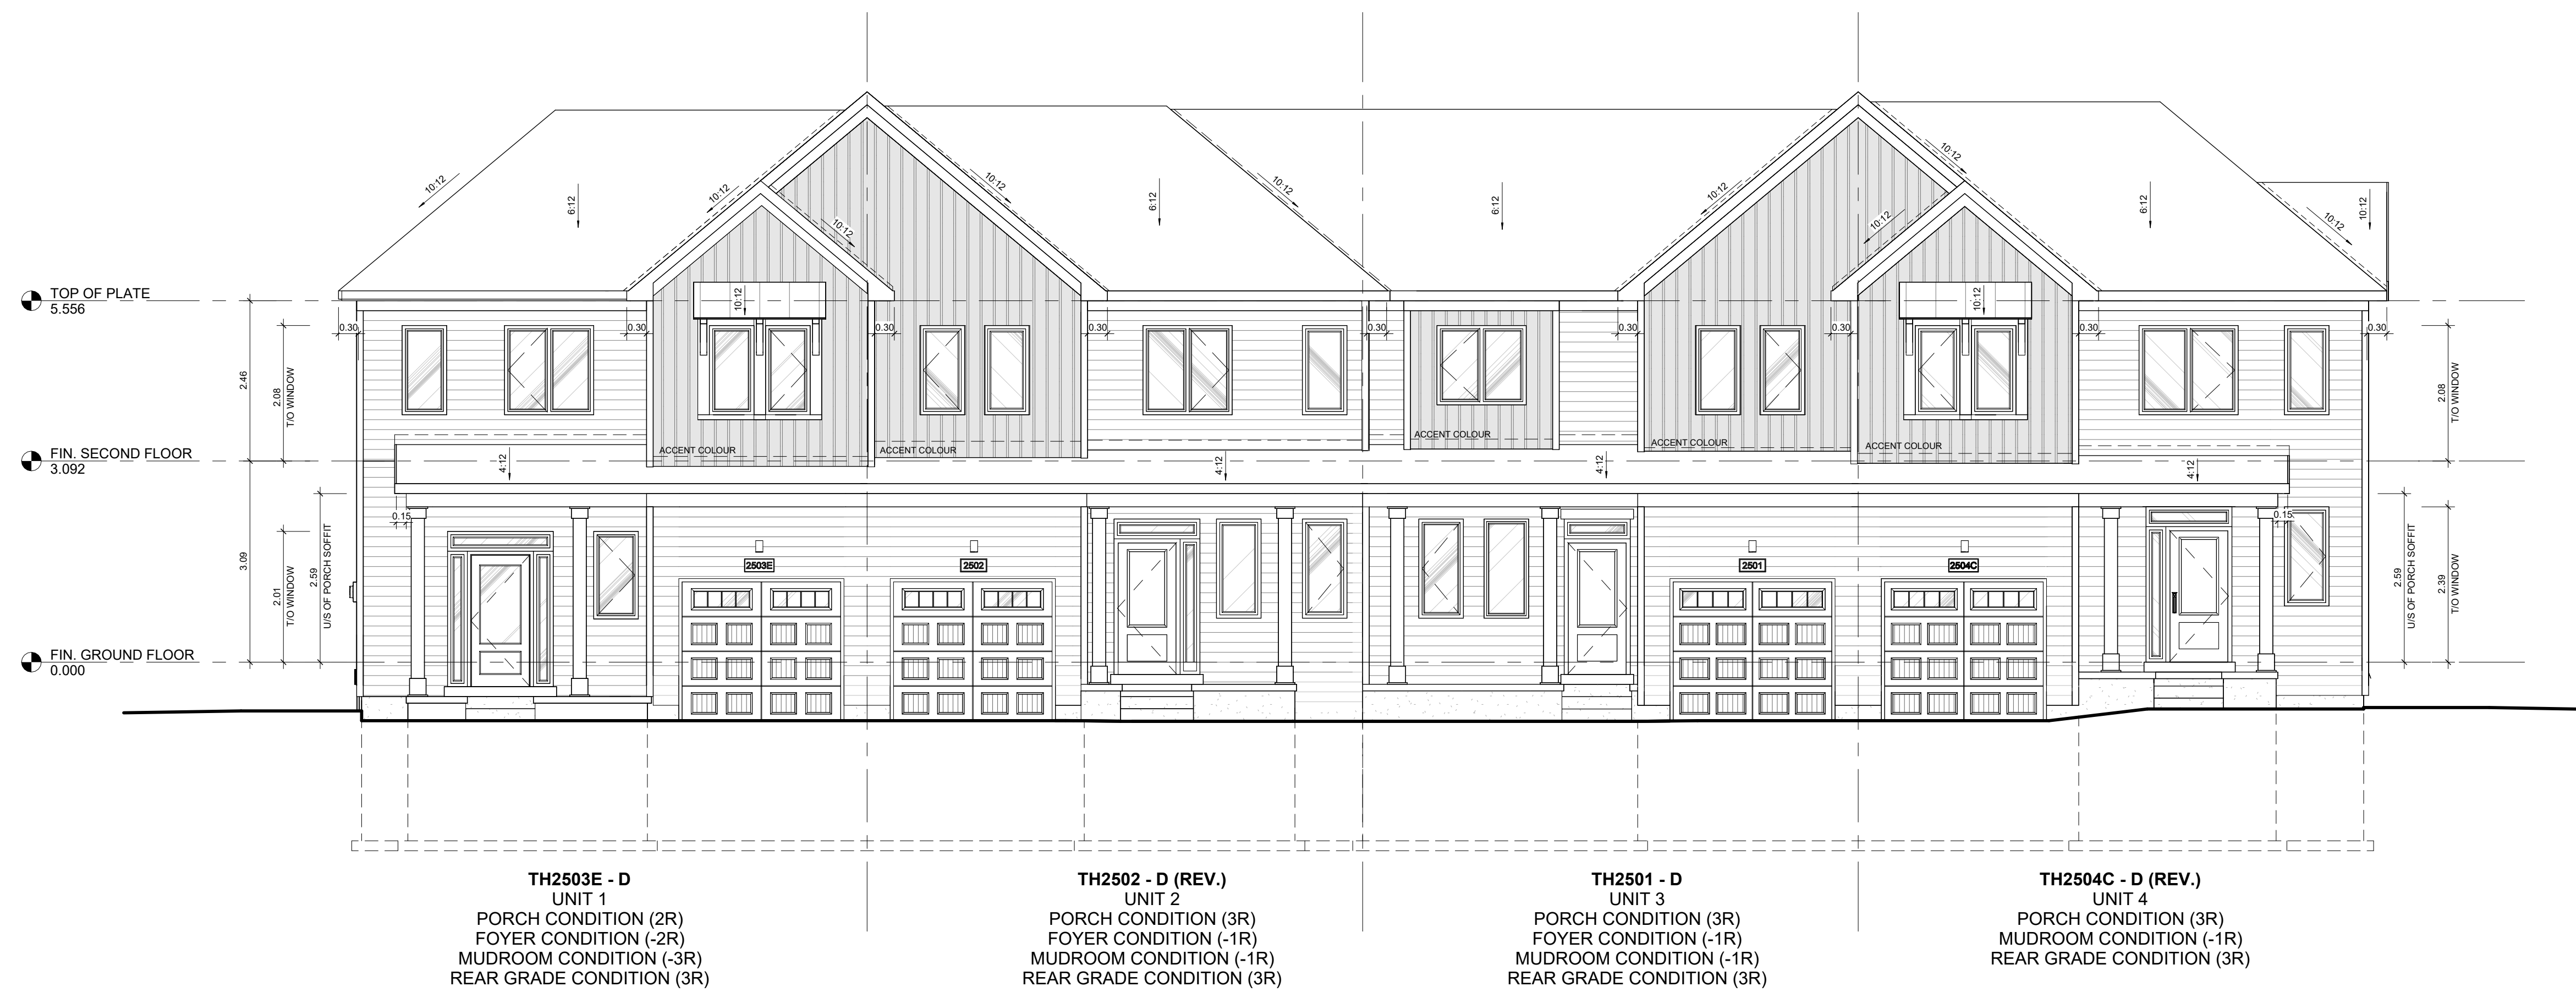 10:12
6:12
10:12
10:12
10:12
6:12
10:12
6:12
10:12
10:12
10:12
6:12
10:12
10:12
TOP OF PLATE
5.556
10:12
10:12
0.30
0.30
0.30
0.30
0.30
0.30
0.30
0.30
0.30
2.46
2.08
T/O WINDOW
2.08
T/O WINDOW
ACCENT COLOUR
ACCENT COLOUR
ACCENT COLOUR
ACCENT COLOUR
ACCENT COLOUR
FIN. SECOND FLOOR
3.092
4:12
4:12
4:12
4:12
0.15
0.15
3.09
2.01
T/O WINDOW
2.59
U/S OF PORCH SOFFIT
2503E
2502
2501
2504C
2.59
U/S OF PORCH SOFFIT
2.39
T/O WINDOW
FIN. GROUND FLOOR
0.000
TH2503E - D
UNIT 1
PORCH CONDITION (2R)
FOYER CONDITION (-2R)
MUDROOM CONDITION (-3R)
REAR GRADE CONDITION (3R)
TH2502 - D (REV.)
UNIT 2
PORCH CONDITION (3R)
FOYER CONDITION (-1R)
MUDROOM CONDITION (-1R)
REAR GRADE CONDITION (3R)
TH2501 - D
UNIT 3
PORCH CONDITION (3R)
FOYER CONDITION (-1R)
MUDROOM CONDITION (-1R)
REAR GRADE CONDITION (3R)
TH2504C - D (REV.)
UNIT 4
PORCH CONDITION (3R)
MUDROOM CONDITION (-1R)
REAR GRADE CONDITION (3R)